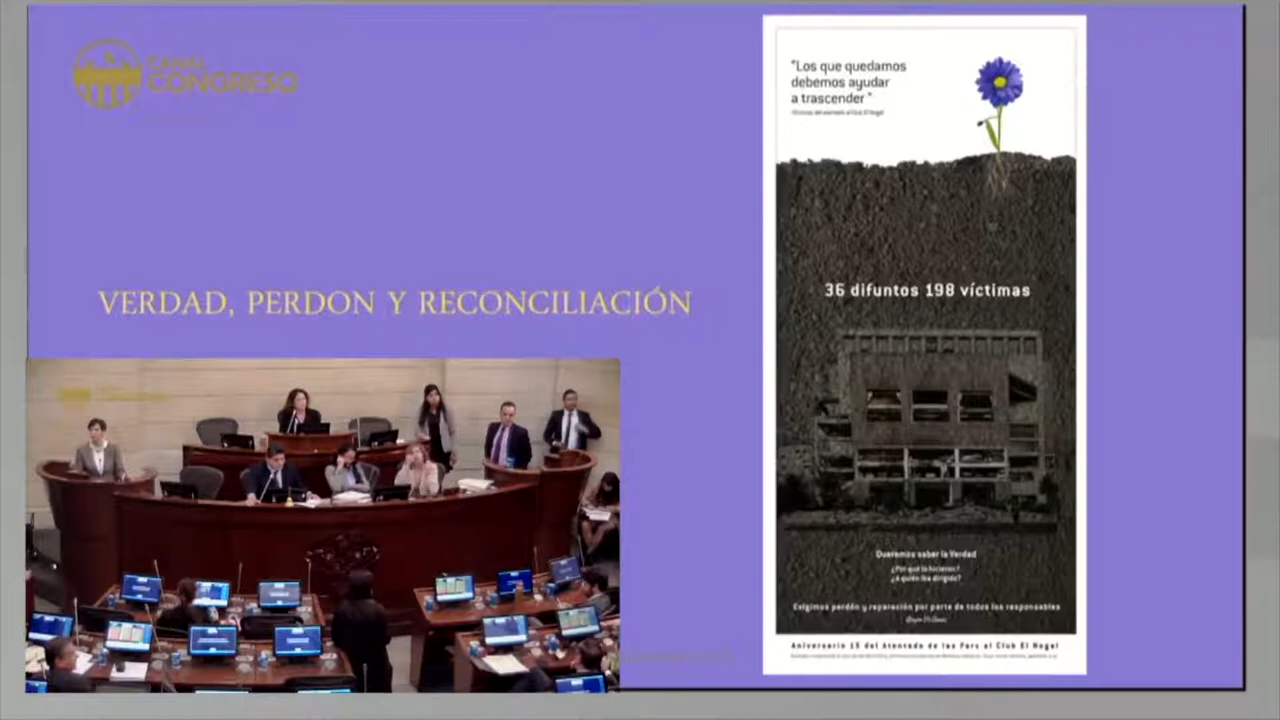 CANAL
CONGRESO
"Los que quedamos
debemos ayudar
a trascender "
VERDAD, PERDON Y RECONCILIACIÓN
36 difuntos 198 víctimas
Queremos saber la Verdad
¿Por qué lo hicieron?
¿A quién iba dirigido?
Exigimos perdón y reparación por parte de todos los responsables
Aniversario 15 del Atentado de las Farc al Club El Nogal